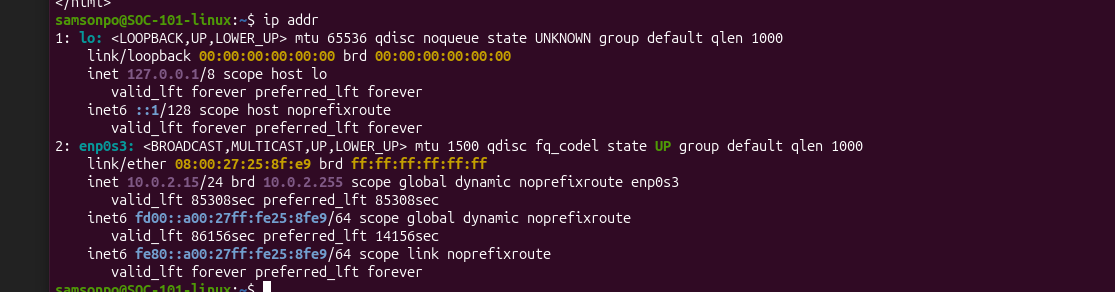 </html>
samsonpo@SOC-101-linux:~$ ip addr
1: lo: <LOOPBACK,UP,LOWER_UP> mtu 65536 qdisc noqueue state UNKNOWN group default qlen 1000
    link/loopback 00:00:00:00:00:00 brd 00:00:00:00:00:00
    inet 127.0.0.1/8 scope host lo
       valid_lft forever preferred_lft forever
    inet6 ::1/128 scope host noprefixroute
       valid_lft forever preferred_lft forever
2: enp0s3: <BROADCAST,MULTICAST,UP,LOWER_UP> mtu 1500 qdisc fq_codel state UP group default qlen 1000
    link/ether 08:00:27:25:8f:e9 brd ff:ff:ff:ff:ff:ff
    inet 10.0.2.15/24 brd 10.0.2.255 scope global dynamic noprefixroute enp0s3
       valid_lft 85308sec preferred_lft 85308sec
    inet6 fd00::a00:27ff:fe25:8fe9/64 scope global dynamic noprefixroute
       valid_lft 86156sec preferred_lft 14156sec
    inet6 fe80::a00:27ff:fe25:8fe9/64 scope link noprefixroute
       valid_lft forever preferred_lft forever
samsonpo@SOC-101-linux:~$